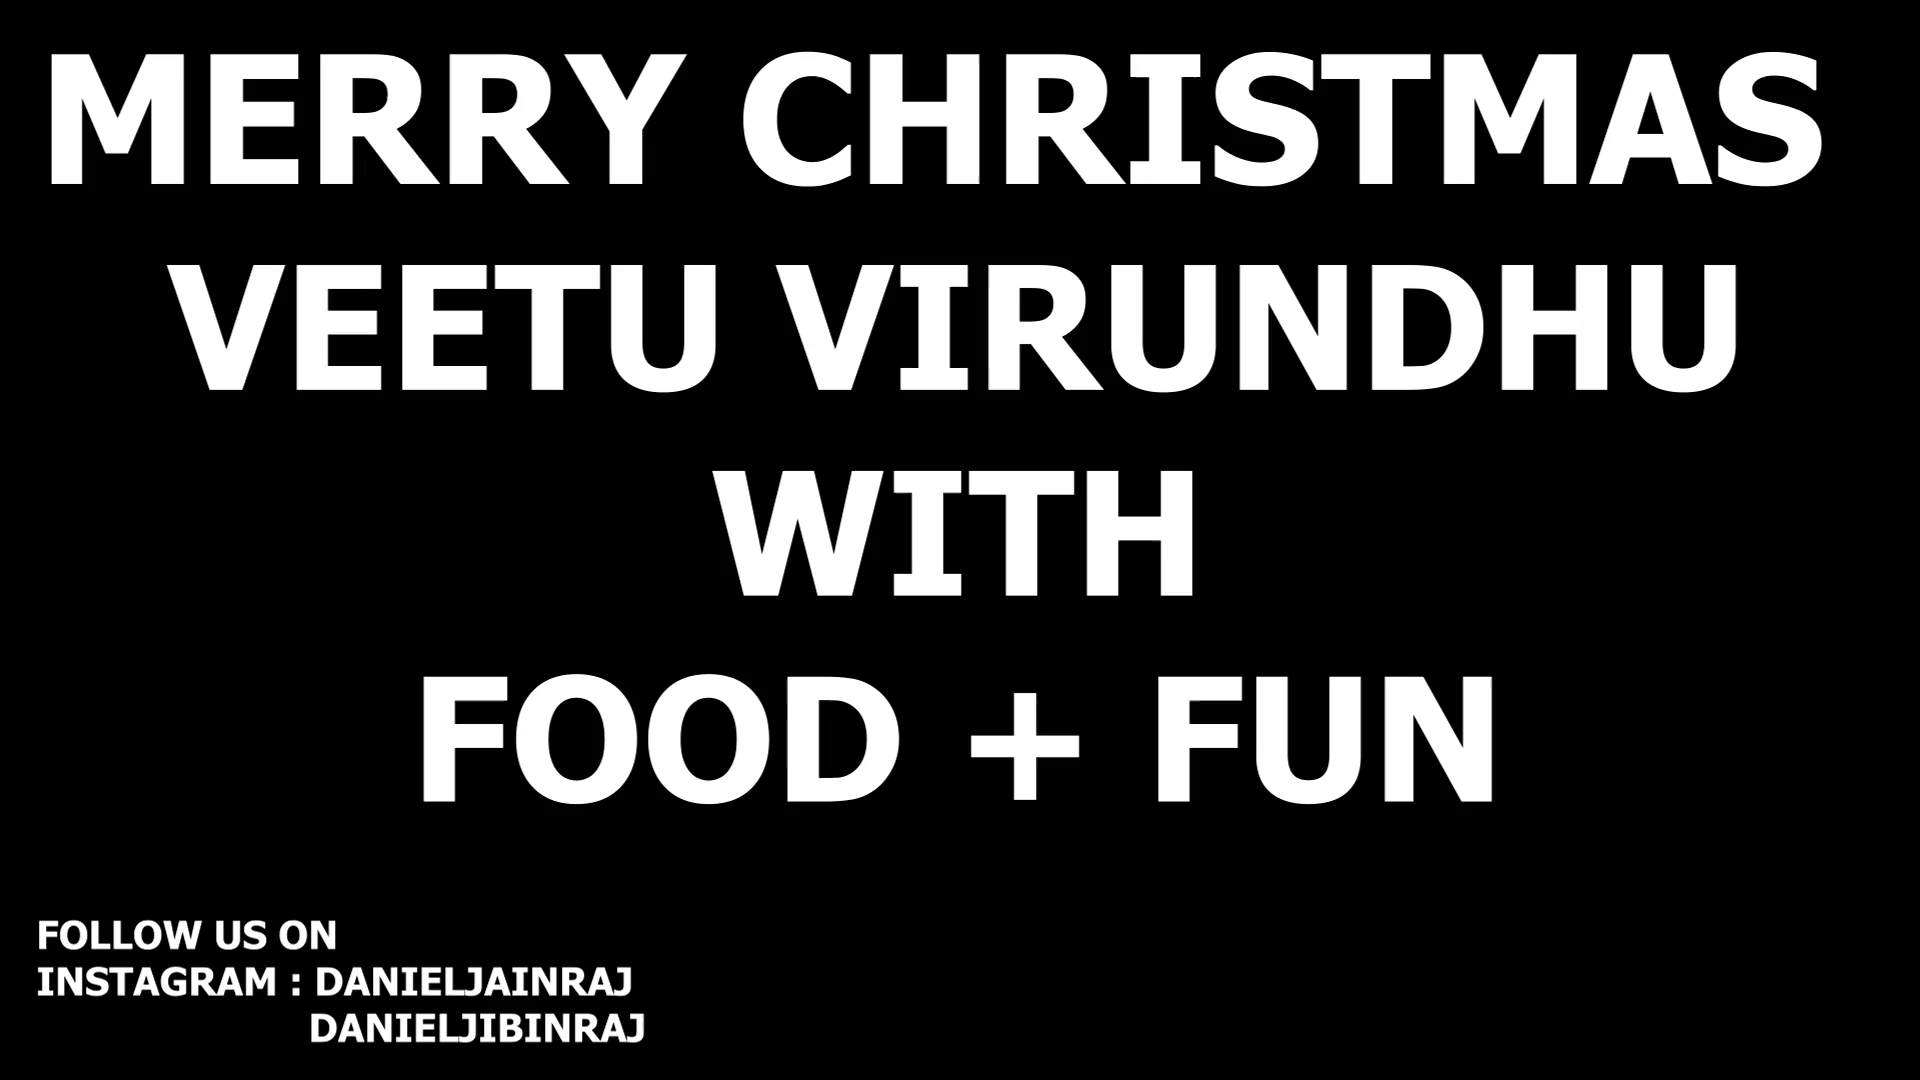 MERRY CHRISTMAS
VEETU VIRUNDHU
WITH
FOOD + FUN
FOLLOW US ON
INSTAGRAM : DANIELJAINRAJ
DANIELJIBINRAJ